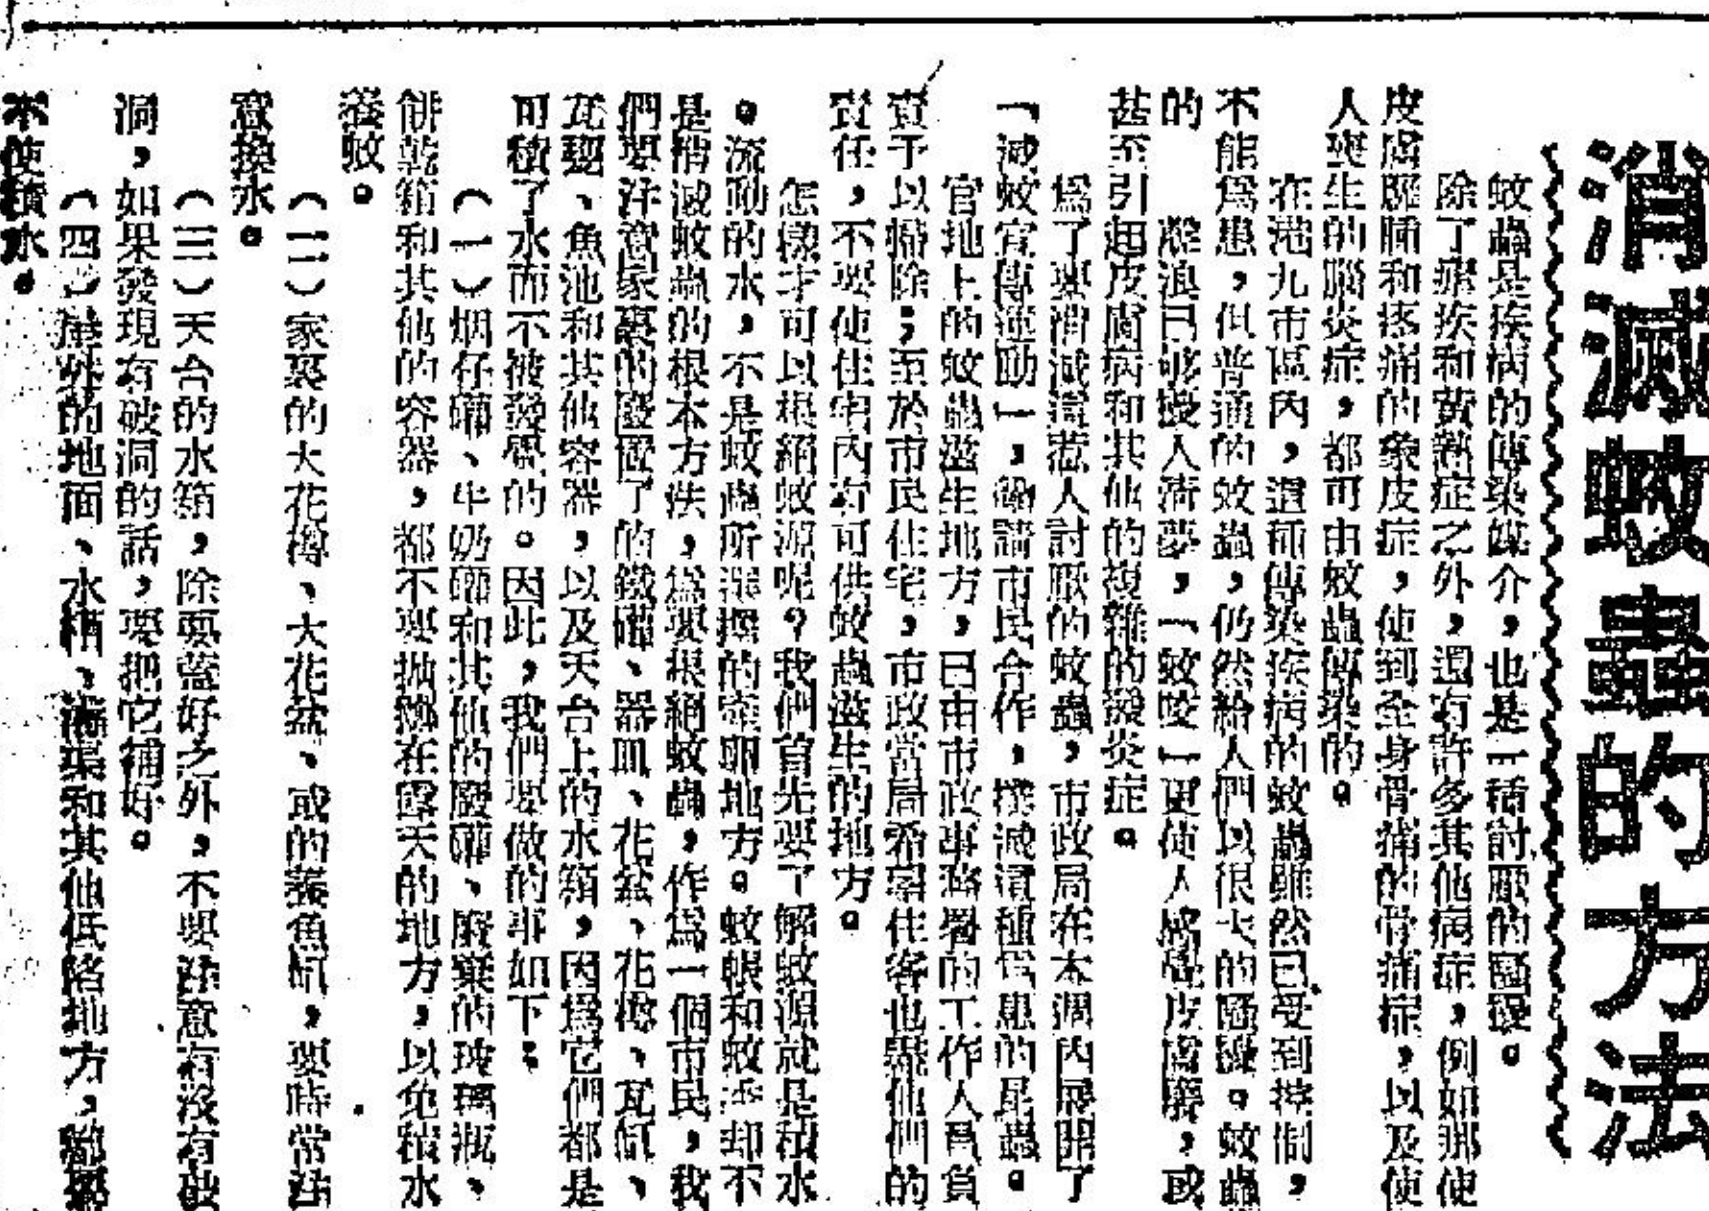 消滅蚊蟲的方法
蚊蟲是疾病的傳染媒介，也是一種討厭的騷擾。
除了瘧疾和黃熱症之外，還有許多其他病症，例如那使
皮膚腫脹和疼痛的象皮症，使到全身骨痛的骨痛症，以及使
人喪生的腦炎症，都可由蚊蟲傳染的。
在港九市區內，這種傳染疾病的蚊蟲雖然已受到控制，
不能爲患，但普通的蚊蟲，仍然給人們以很大的騷擾。蚊蟲
的　　浪已够擾人清夢，「蚊咬」更使人感覺皮膚癢，或
甚至引起皮膚病和其他的複雜的發炎症。
爲了要消滅這惹人討厭的蚊蟲，市政局在本週內展開了
「滅蚊宣傳運動」，籲請市民合作，撲滅這種爲患的昆蟲。
官地上的蚊蟲滋生地方，已由市政事務署的工作人員負
責予以掃除；至於市民住宅，市政當局希望住客也盡他們的
責任，不要使住宅內有可供蚊蟲滋生的地方。
怎樣才可以根絕蚊源呢？我們首先要了解蚊源就是積水
。流動的水，不是蚊蟲所選擇的產卵地方。蚊帳和蚊香却不
是消滅蚊蟲的根本方法，爲要根絕蚊蟲，作爲一個市民，我
們要注意家裏的廢置了的鐵罐、器皿、花盆、花樽、瓦缸、
瓦甕、魚池和其他容器，以及天台上的水箱，因爲它們都是
可積了水而不被發覺的。因此，我們要做的事如下：
（一）烟仔罐、牛奶罐和其他的廢罐、廢棄的玻璃瓶、
餅乾箱和其他的容器，都不要拋擲在露天的地方，以免積水
養蚊。
（二）家裏的大花樽、大花盆、或的養魚缸，要時常注
意換水。
（三）天台的水箱，除要蓋好之外，不要注意有沒有破
洞，如果發現有破洞的話，要把它補好。
（四）屋外的地面、水槽、溝渠和其他低陷地方，都要
不使積水。